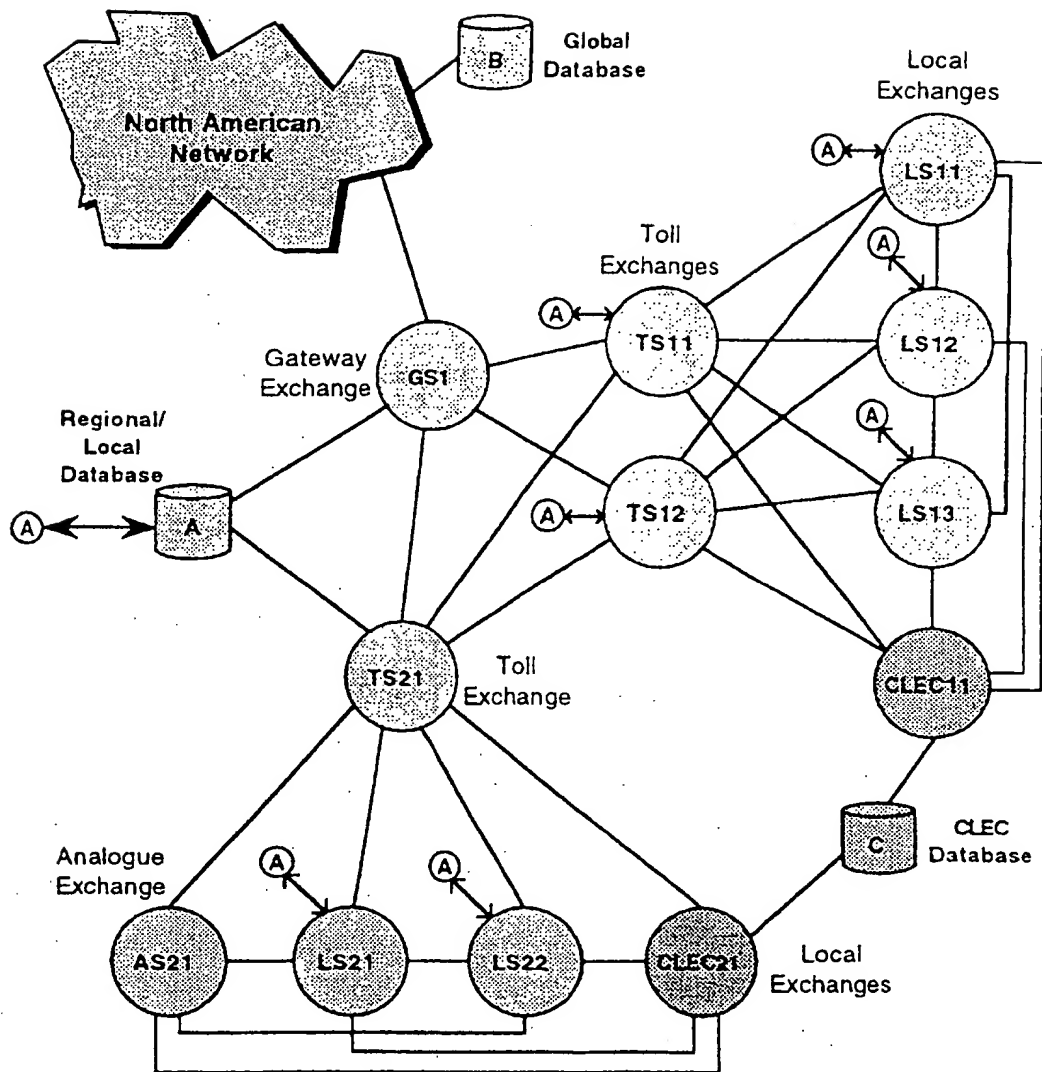 B
Global
Database
North American
Network
Local
Exchanges
A
LS11
Toll
Exchanges
A
A
TS11
LS12
Gateway
Exchange
GS1
A
Regional/
Local
Database
A
A
A
TS12
LS13
TS21
Toll
Exchange
CLEC11
C
CLEC
Database
Analogue
Exchange
A
A
AS21
LS21
LS22
CLEC21
Local
Exchanges